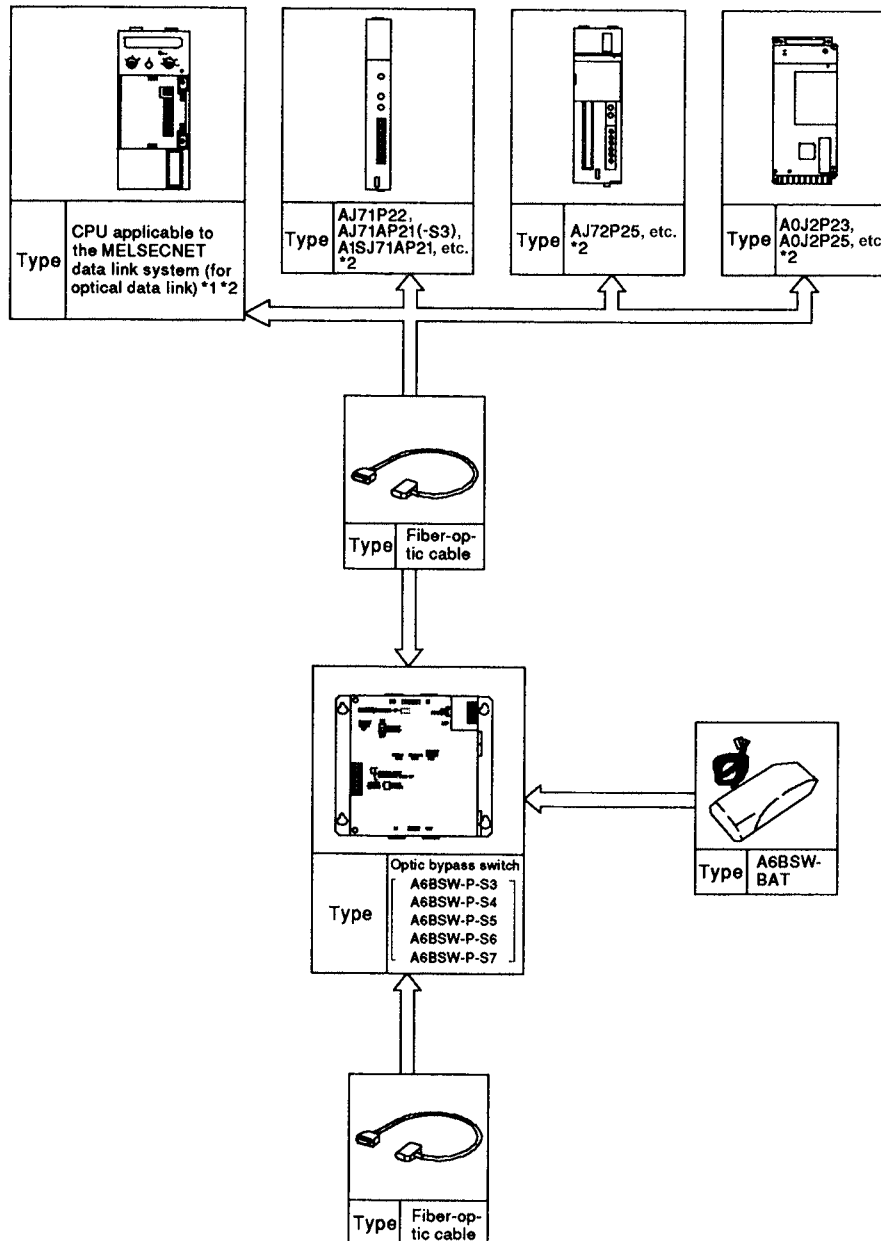 Type
CPU applicable to
the MELSECNET
data link system (for
optical data link) *1 *2
Type
AJ71P22,
AJ71AP21(-S3),
A1SJ71AP21, etc.
*2
Type
AJ72P25, etc.
*2
Type
A0J2P23,
A0J2P25, etc
*2
Type
Fiber-op-
tic cable
Type
Optic bypass switch
A6BSW-P-S3
A6BSW-P-S4
A6BSW-P-S5
A6BSW-P-S6
A6BSW-P-S7
Type
A6BSW-
BAT
Type
Fiber-op-
tic cable